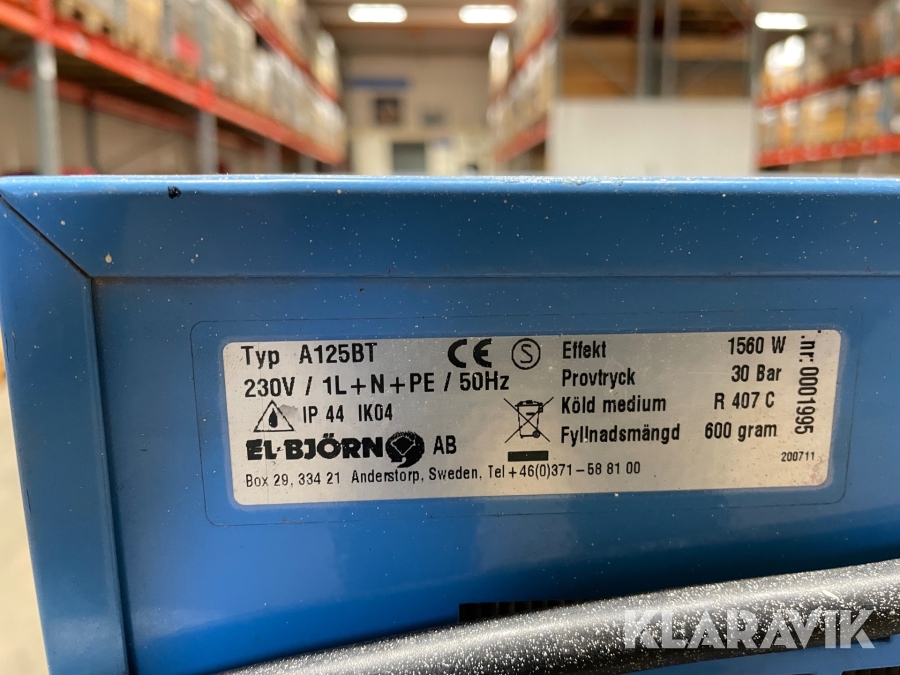 Typ A125BT CE S
230V / 1L+N+PE / 50Hz
IP 44 IK04
EL·BJÖRN AB
Box 29, 334 21 Anderstorp, Sweden, Tel +46(0)371-58 81 00
Effekt 1560 W
Provtryck 30 Bar
Köld medium R 407 C
Fyllnadsmängd 600 gram
200711
.nr: 0001995
KLARAVIK